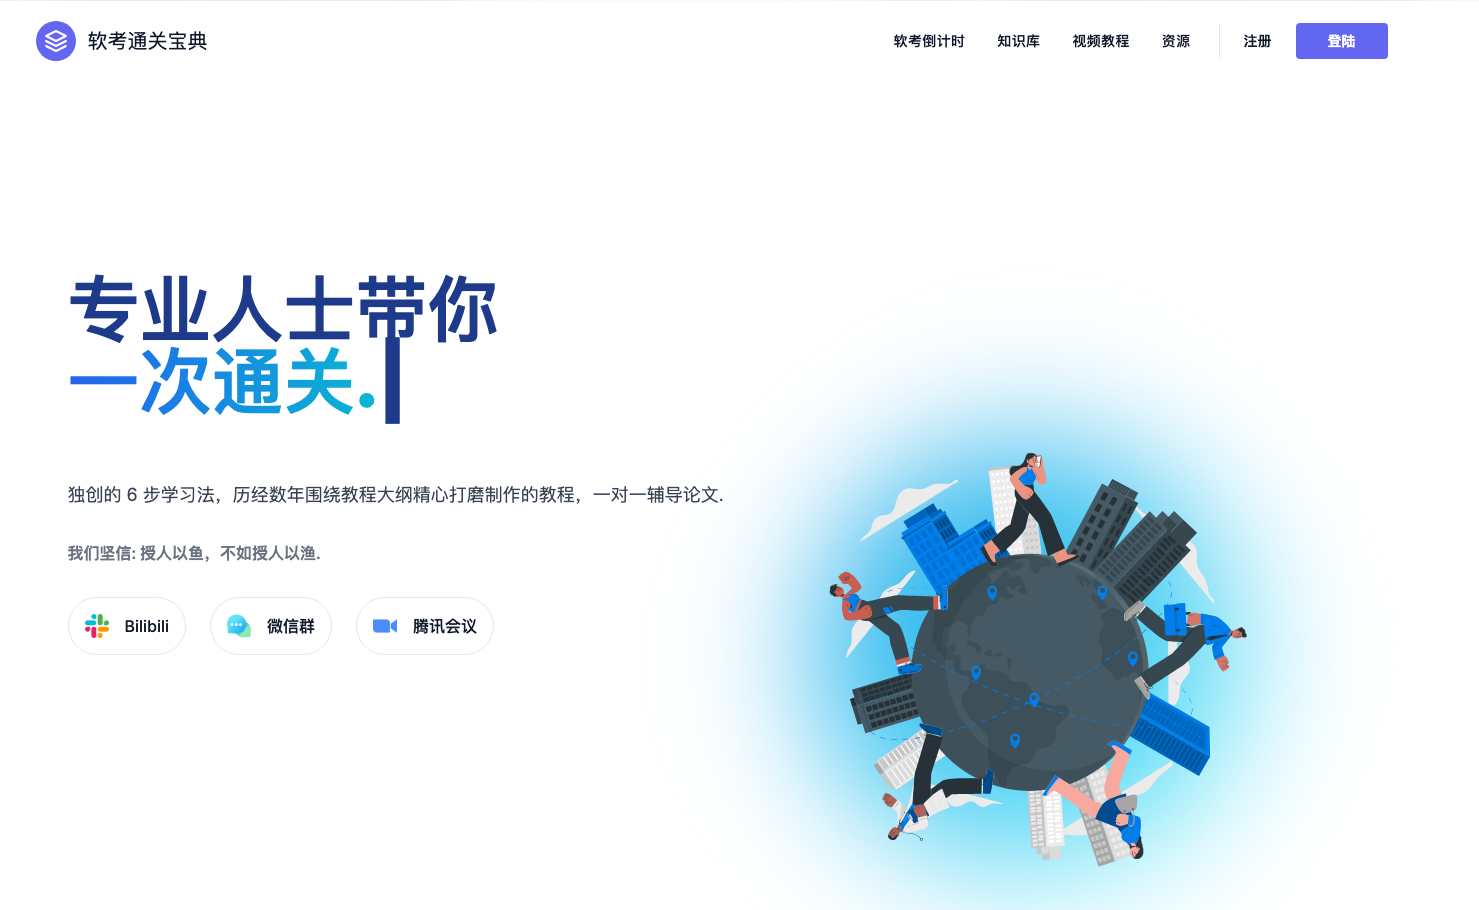 软考通关宝典
软考倒计时
知识库
视频教程
资源
注册
登陆
专业人士带你
一次通关.
独创的 6 步学习法，历经数年围绕教程大纲精心打磨制作的教程，一对一辅导论文.
我们坚信: 授人以鱼，不如授人以渔.
Bilibili
微信群
腾讯会议